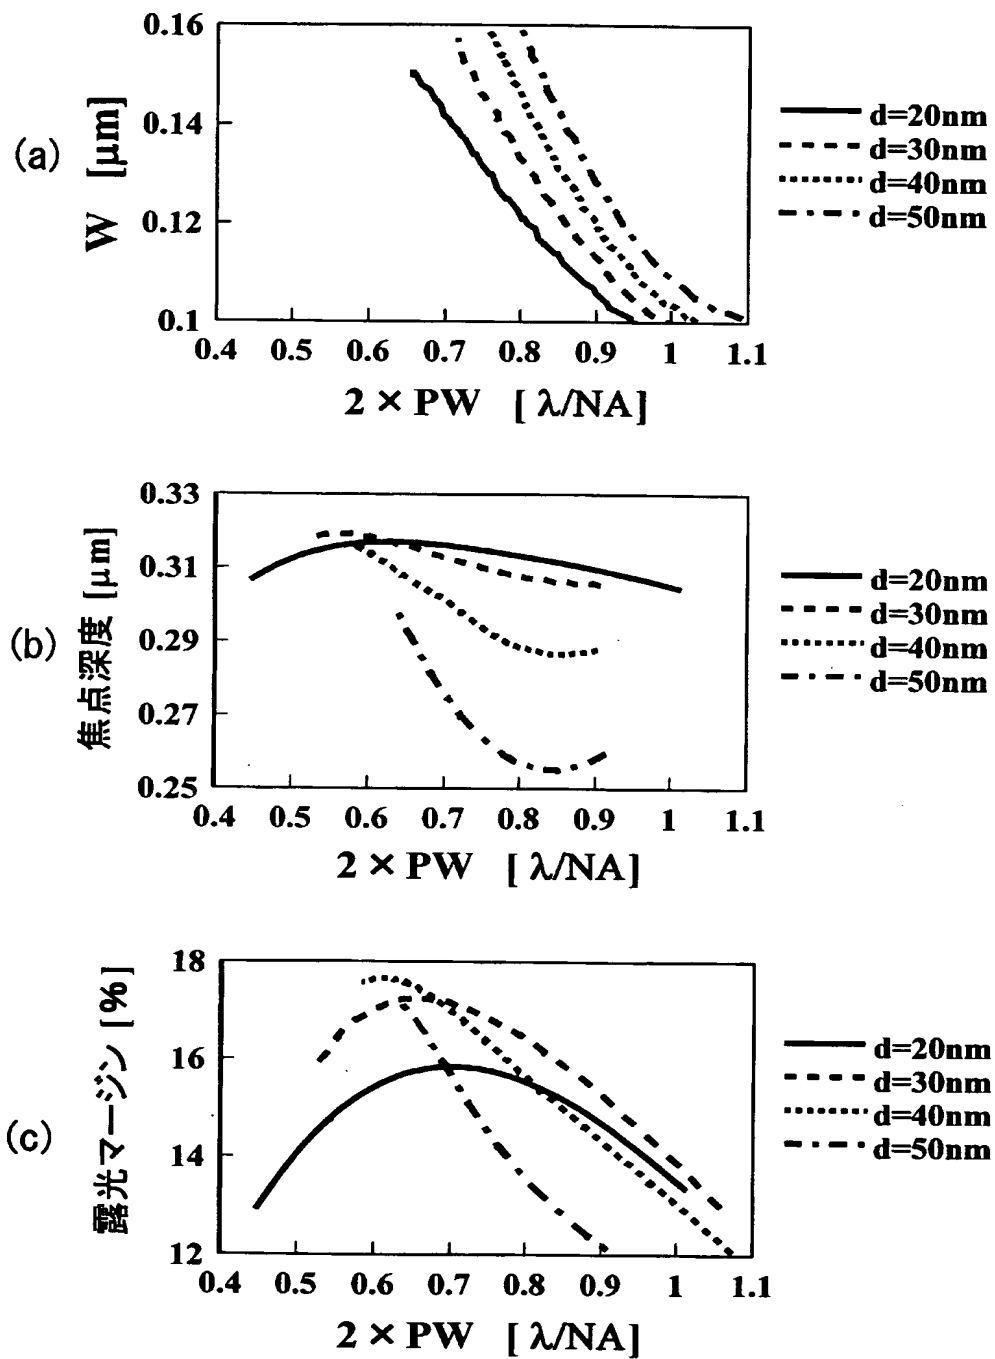 (a)
W [μm]
0.16
0.14
0.12
0.1
0.4 0.5 0.6 0.7 0.8 0.9 1 1.1
2 × PW [ λ/NA]
d=20nm
d=30nm
d=40nm
d=50nm
(b)
焦点深度 [μm]
0.33
0.31
0.29
0.27
0.25
0.4 0.5 0.6 0.7 0.8 0.9 1 1.1
2 × PW [ λ/NA]
d=20nm
d=30nm
d=40nm
d=50nm
(c)
露光マージン [%]
18
16
14
12
0.4 0.5 0.6 0.7 0.8 0.9 1 1.1
2 × PW [ λ/NA]
d=20nm
d=30nm
d=40nm
d=50nm